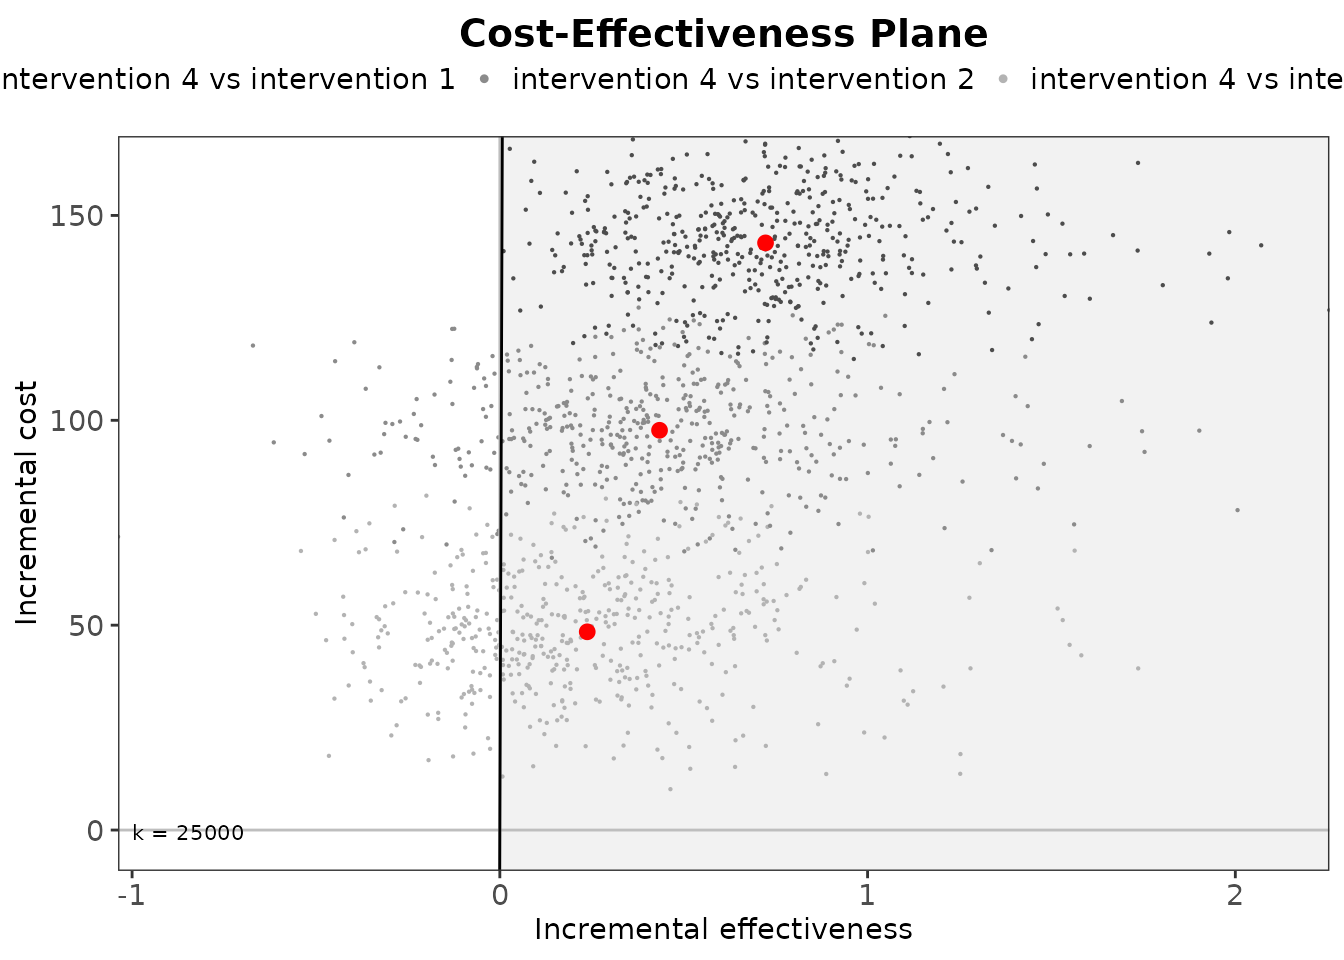 Cost-Effectiveness Plane
ntervention 4 vs intervention 1 intervention 4 vs intervention 2 intervention 4 vs inte
Incremental cost
150
100
50
0
k = 25000
-1 0 1 2
Incremental effectiveness